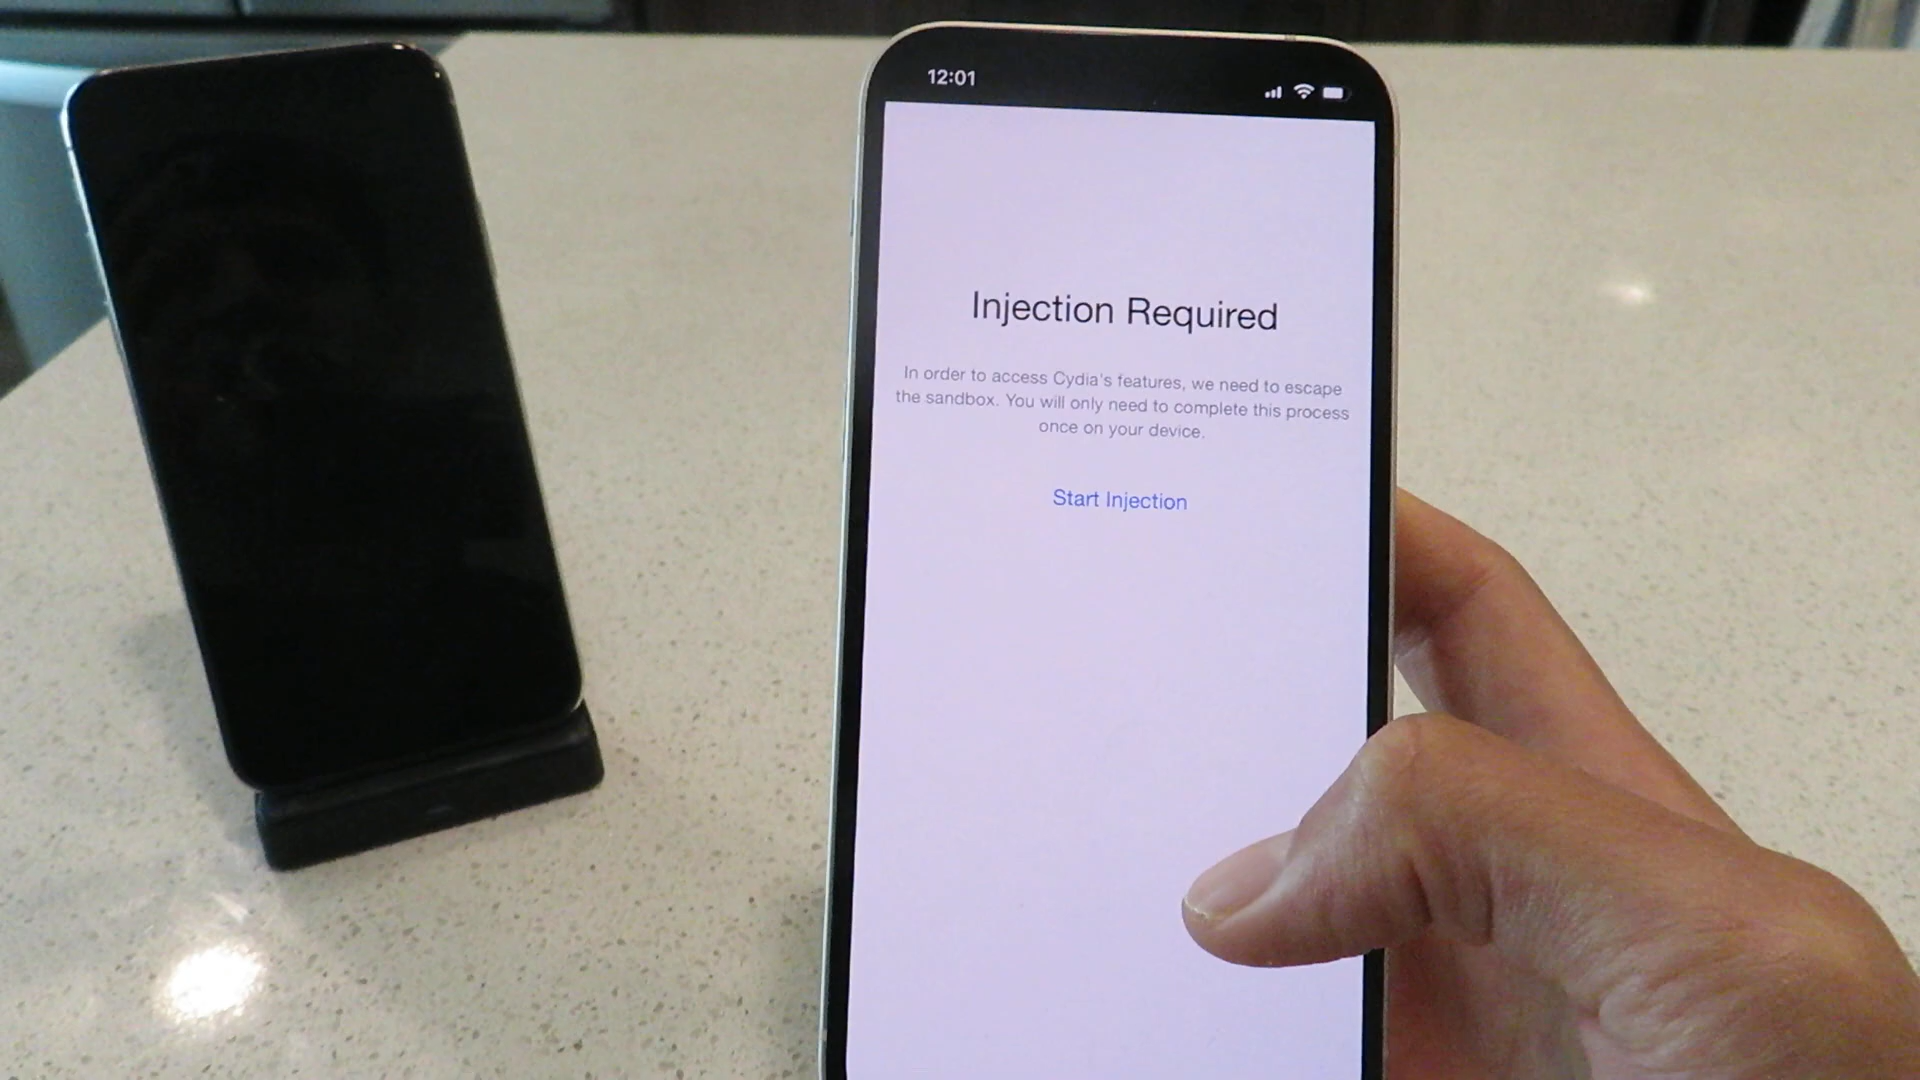 12:01
Injection Required
In order to access Cydia's features, we need to escape
the sandbox. You will only need to complete this process
once on your device.
Start Injection